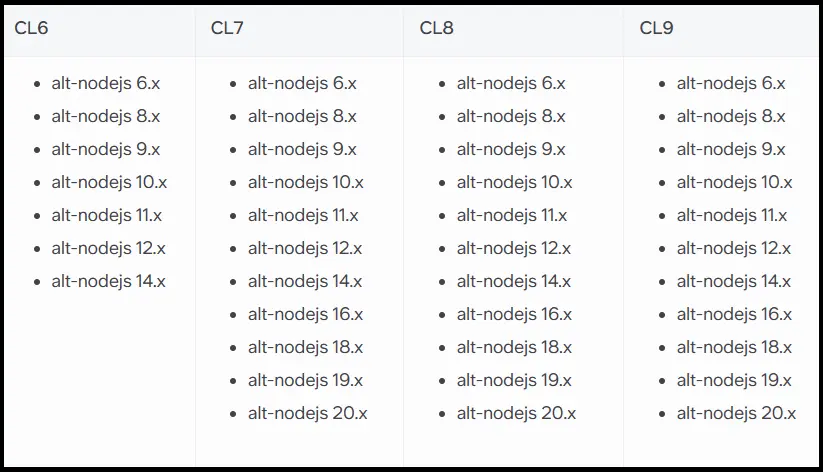 CL6 CL7 CL8 CL9
alt-nodejs 6.x alt-nodejs 6.x alt-nodejs 6.x alt-nodejs 6.x
alt-nodejs 8.x alt-nodejs 8.x alt-nodejs 8.x alt-nodejs 8.x
alt-nodejs 9.x alt-nodejs 9.x alt-nodejs 9.x alt-nodejs 9.x
alt-nodejs 10.x alt-nodejs 10.x alt-nodejs 10.x alt-nodejs 10.x
alt-nodejs 11.x alt-nodejs 11.x alt-nodejs 11.x alt-nodejs 11.x
alt-nodejs 12.x alt-nodejs 12.x alt-nodejs 12.x alt-nodejs 12.x
alt-nodejs 14.x alt-nodejs 14.x alt-nodejs 14.x alt-nodejs 14.x
alt-nodejs 16.x alt-nodejs 16.x alt-nodejs 16.x
alt-nodejs 18.x alt-nodejs 18.x alt-nodejs 18.x
alt-nodejs 19.x alt-nodejs 19.x alt-nodejs 19.x
alt-nodejs 20.x alt-nodejs 20.x alt-nodejs 20.x